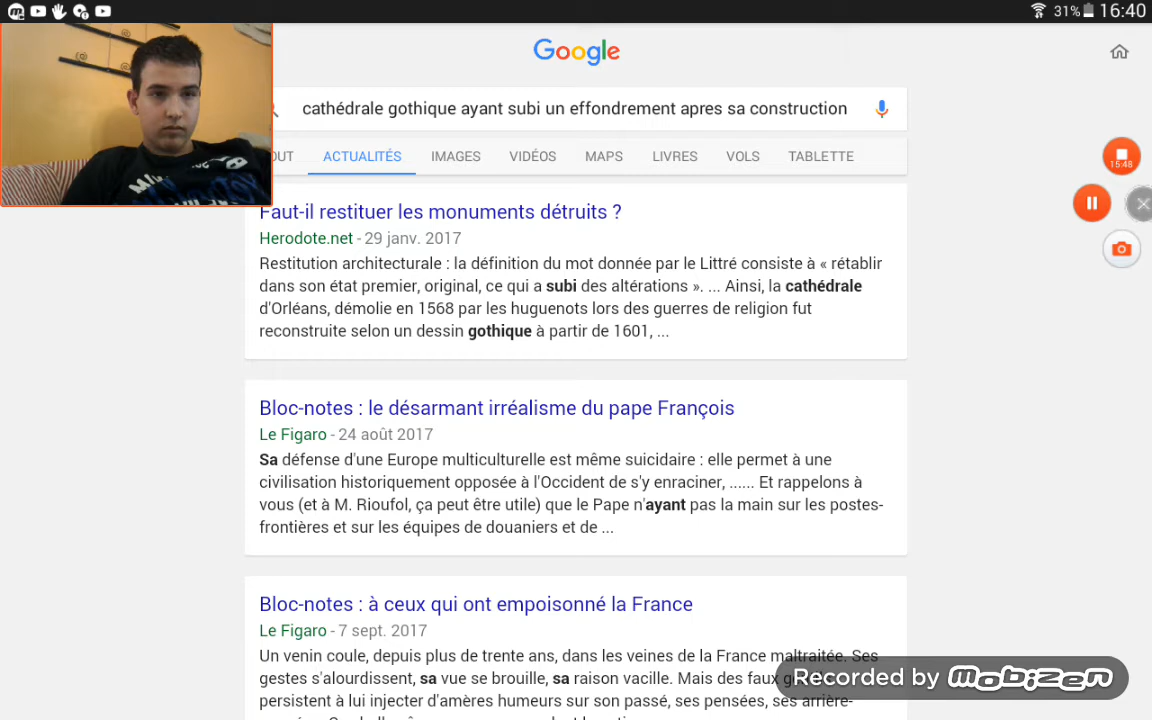 31% 16:40
Google
cathédrale gothique ayant subi un effondrement apres sa construction
OUT ACTUALITÉS IMAGES VIDÉOS MAPS LIVRES VOLS TABLETTE
15:48
Faut-il restituer les monuments détruits ?
Herodote.net - 29 janv. 2017
Restitution architecturale : la définition du mot donnée par le Littré consiste à « rétablir
dans son état premier, original, ce qui a subi des altérations ». ... Ainsi, la cathédrale
d'Orléans, démolie en 1568 par les huguenots lors des guerres de religion fut
reconstruite selon un dessin gothique à partir de 1601, ...
Bloc-notes : le désarmant irréalisme du pape François
Le Figaro - 24 août 2017
Sa défense d'une Europe multiculturelle est même suicidaire : elle permet à une
civilisation historiquement opposée à l'Occident de s'y enraciner, ...... Et rappelons à
vous (et à M. Rioufol, ça peut être utile) que le Pape n'ayant pas la main sur les postes-
frontières et sur les équipes de douaniers et de ...
Bloc-notes : à ceux qui ont empoisonné la France
Le Figaro - 7 sept. 2017
Un venin coule, depuis plus de trente ans, dans les veines de la France maltraitée. Ses
gestes s'alourdissent, sa vue se brouille, sa raison vacille. Mais des faux
persistent à lui injecter d'amères humeurs sur son passé, ses pensées, ses arrière-
Recorded by mobizen